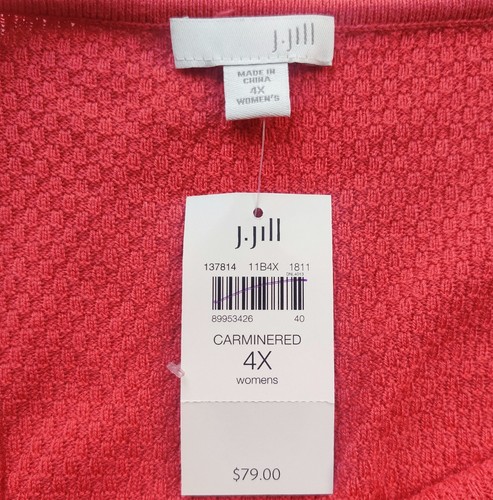 j.jill
MADE IN
CHINA
4X
WOMEN'S
j.jill
137814 11B4X 1811
89953426 40
CARMINERED
4X
womens
$79.00